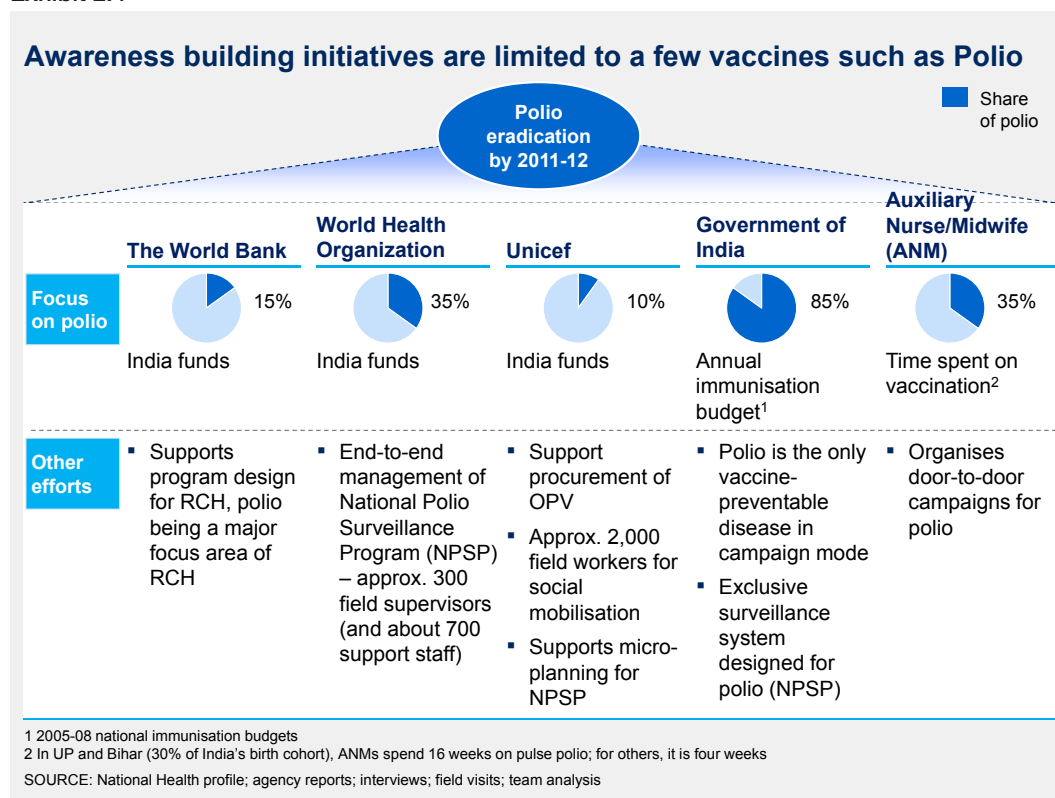 Awareness building initiatives are limited to a few vaccines such as Polio
Share
of polio
Polio
eradication
by 2011-12
The World Bank
World Health
Organization
Unicef
Government of
India
Auxiliary
Nurse/Midwife
(ANM)
Focus
on polio
15%
India funds
35%
India funds
10%
India funds
85%
Annual
immunisation
budget1
35%
Time spent on
vaccination2
Other
efforts
▪ Supports
program design
for RCH, polio
being a major
focus area of
RCH
▪ End-to-end
management of
National Polio
Surveillance
Program (NPSP)
– approx. 300
field supervisors
(and about 700
support staff)
▪ Support
procurement of
OPV
▪ Approx. 2,000
field workers for
social
mobilisation
▪ Supports micro-
planning for
NPSP
▪ Polio is the only
vaccine-
preventable
disease in
campaign mode
▪ Exclusive
surveillance
system
designed for
polio (NPSP)
▪ Organises
door-to-door
campaigns for
polio
1 2005-08 national immunisation budgets
2 In UP and Bihar (30% of India's birth cohort), ANMs spend 16 weeks on pulse polio; for others, it is four weeks
SOURCE: National Health profile; agency reports; interviews; field visits; team analysis